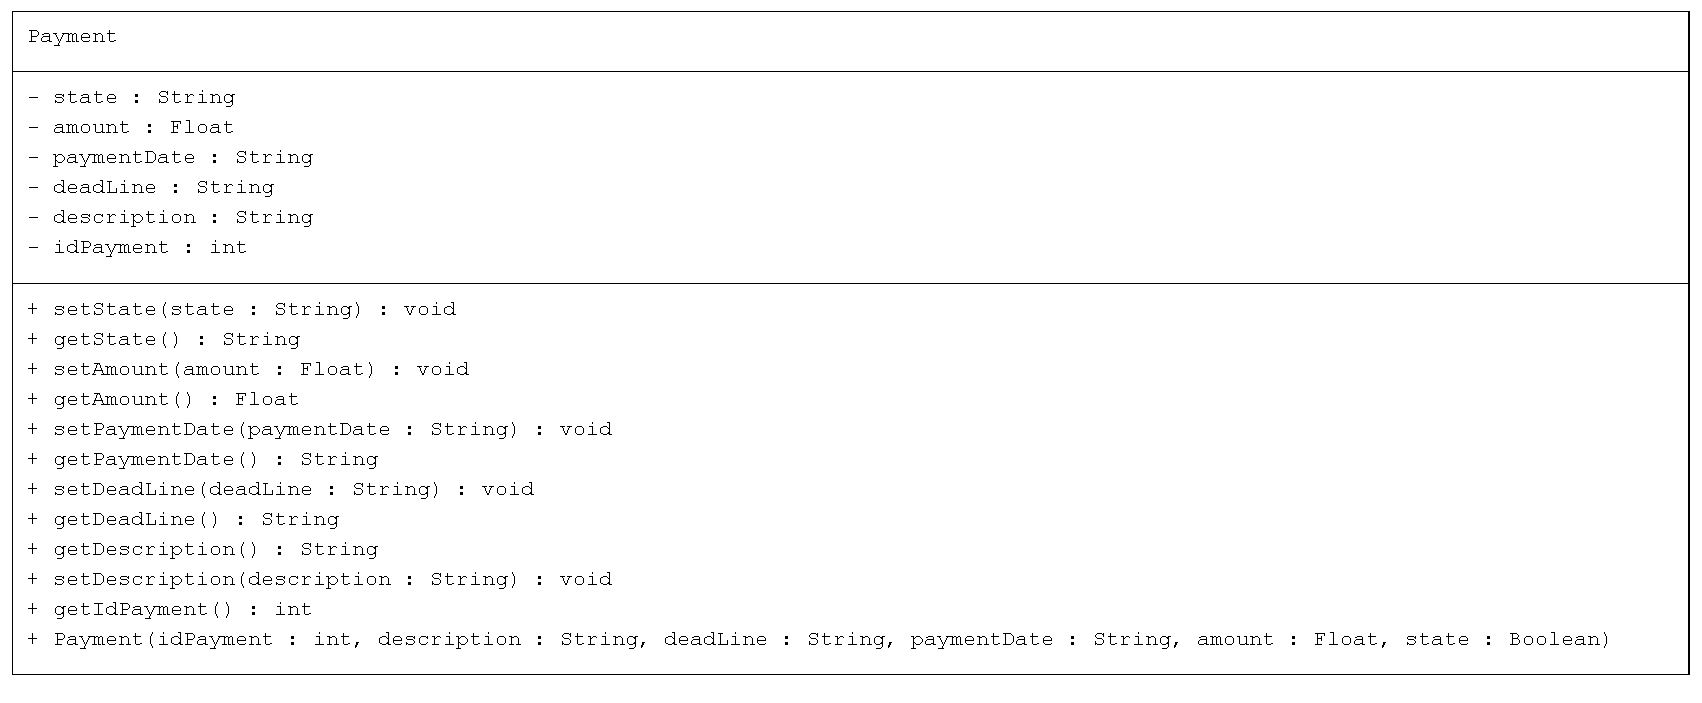 Payment
- state : String
- amount : Float
- paymentDate : String
- deadLine : String
- description : String
- idPayment : int
+ setState(state : String) : void
+ getState() : String
+ setAmount(amount : Float) : void
+ getAmount() : Float
+ setPaymentDate(paymentDate : String) : void
+ getPaymentDate() : String
+ setDeadLine(deadLine : String) : void
+ getDeadLine() : String
+ getDescription() : String
+ setDescription(description : String) : void
+ getIdPayment() : int
+ Payment(idPayment : int, description : String, deadLine : String, paymentDate : String, amount : Float, state : Boolean)